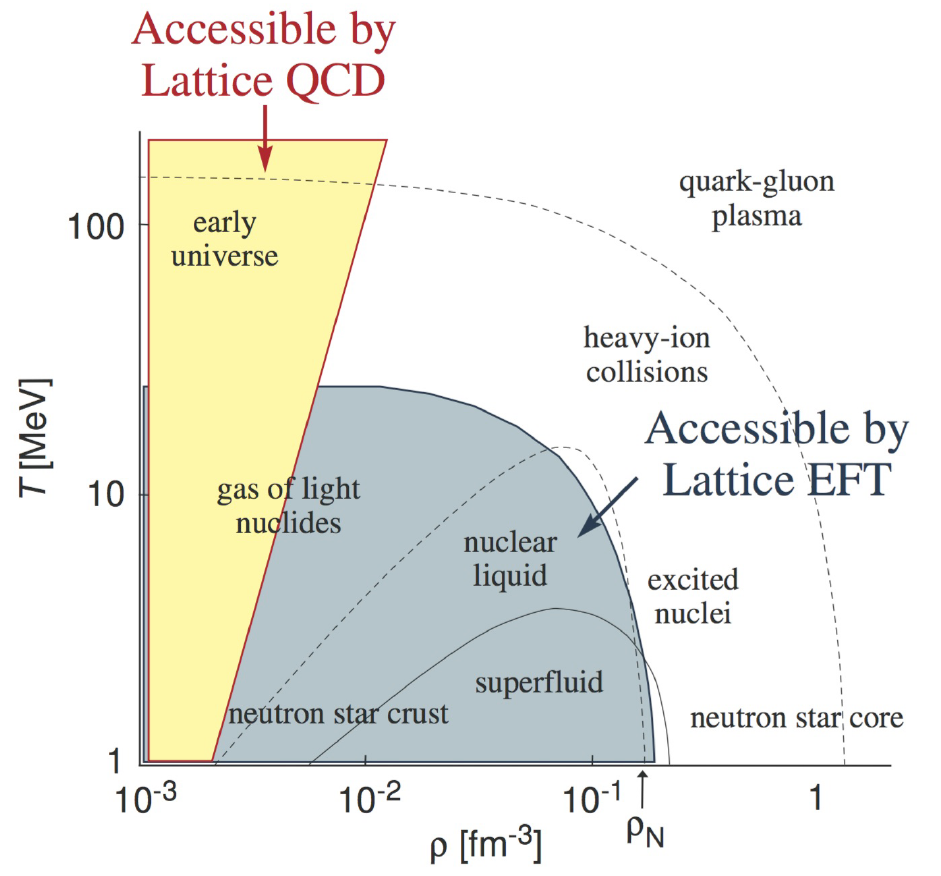 Accessible by
Lattice QCD
quark-gluon
plasma
100
early
universe
heavy-ion
collisions
Accessible by
Lattice EFT
T [MeV]
10
gas of light
nuclides
nuclear
liquid
excited
nuclei
superfluid
neutron star crust
neutron star core
1
10⁻³
10⁻²
10⁻¹
1
ρN
ρ [fm⁻³]